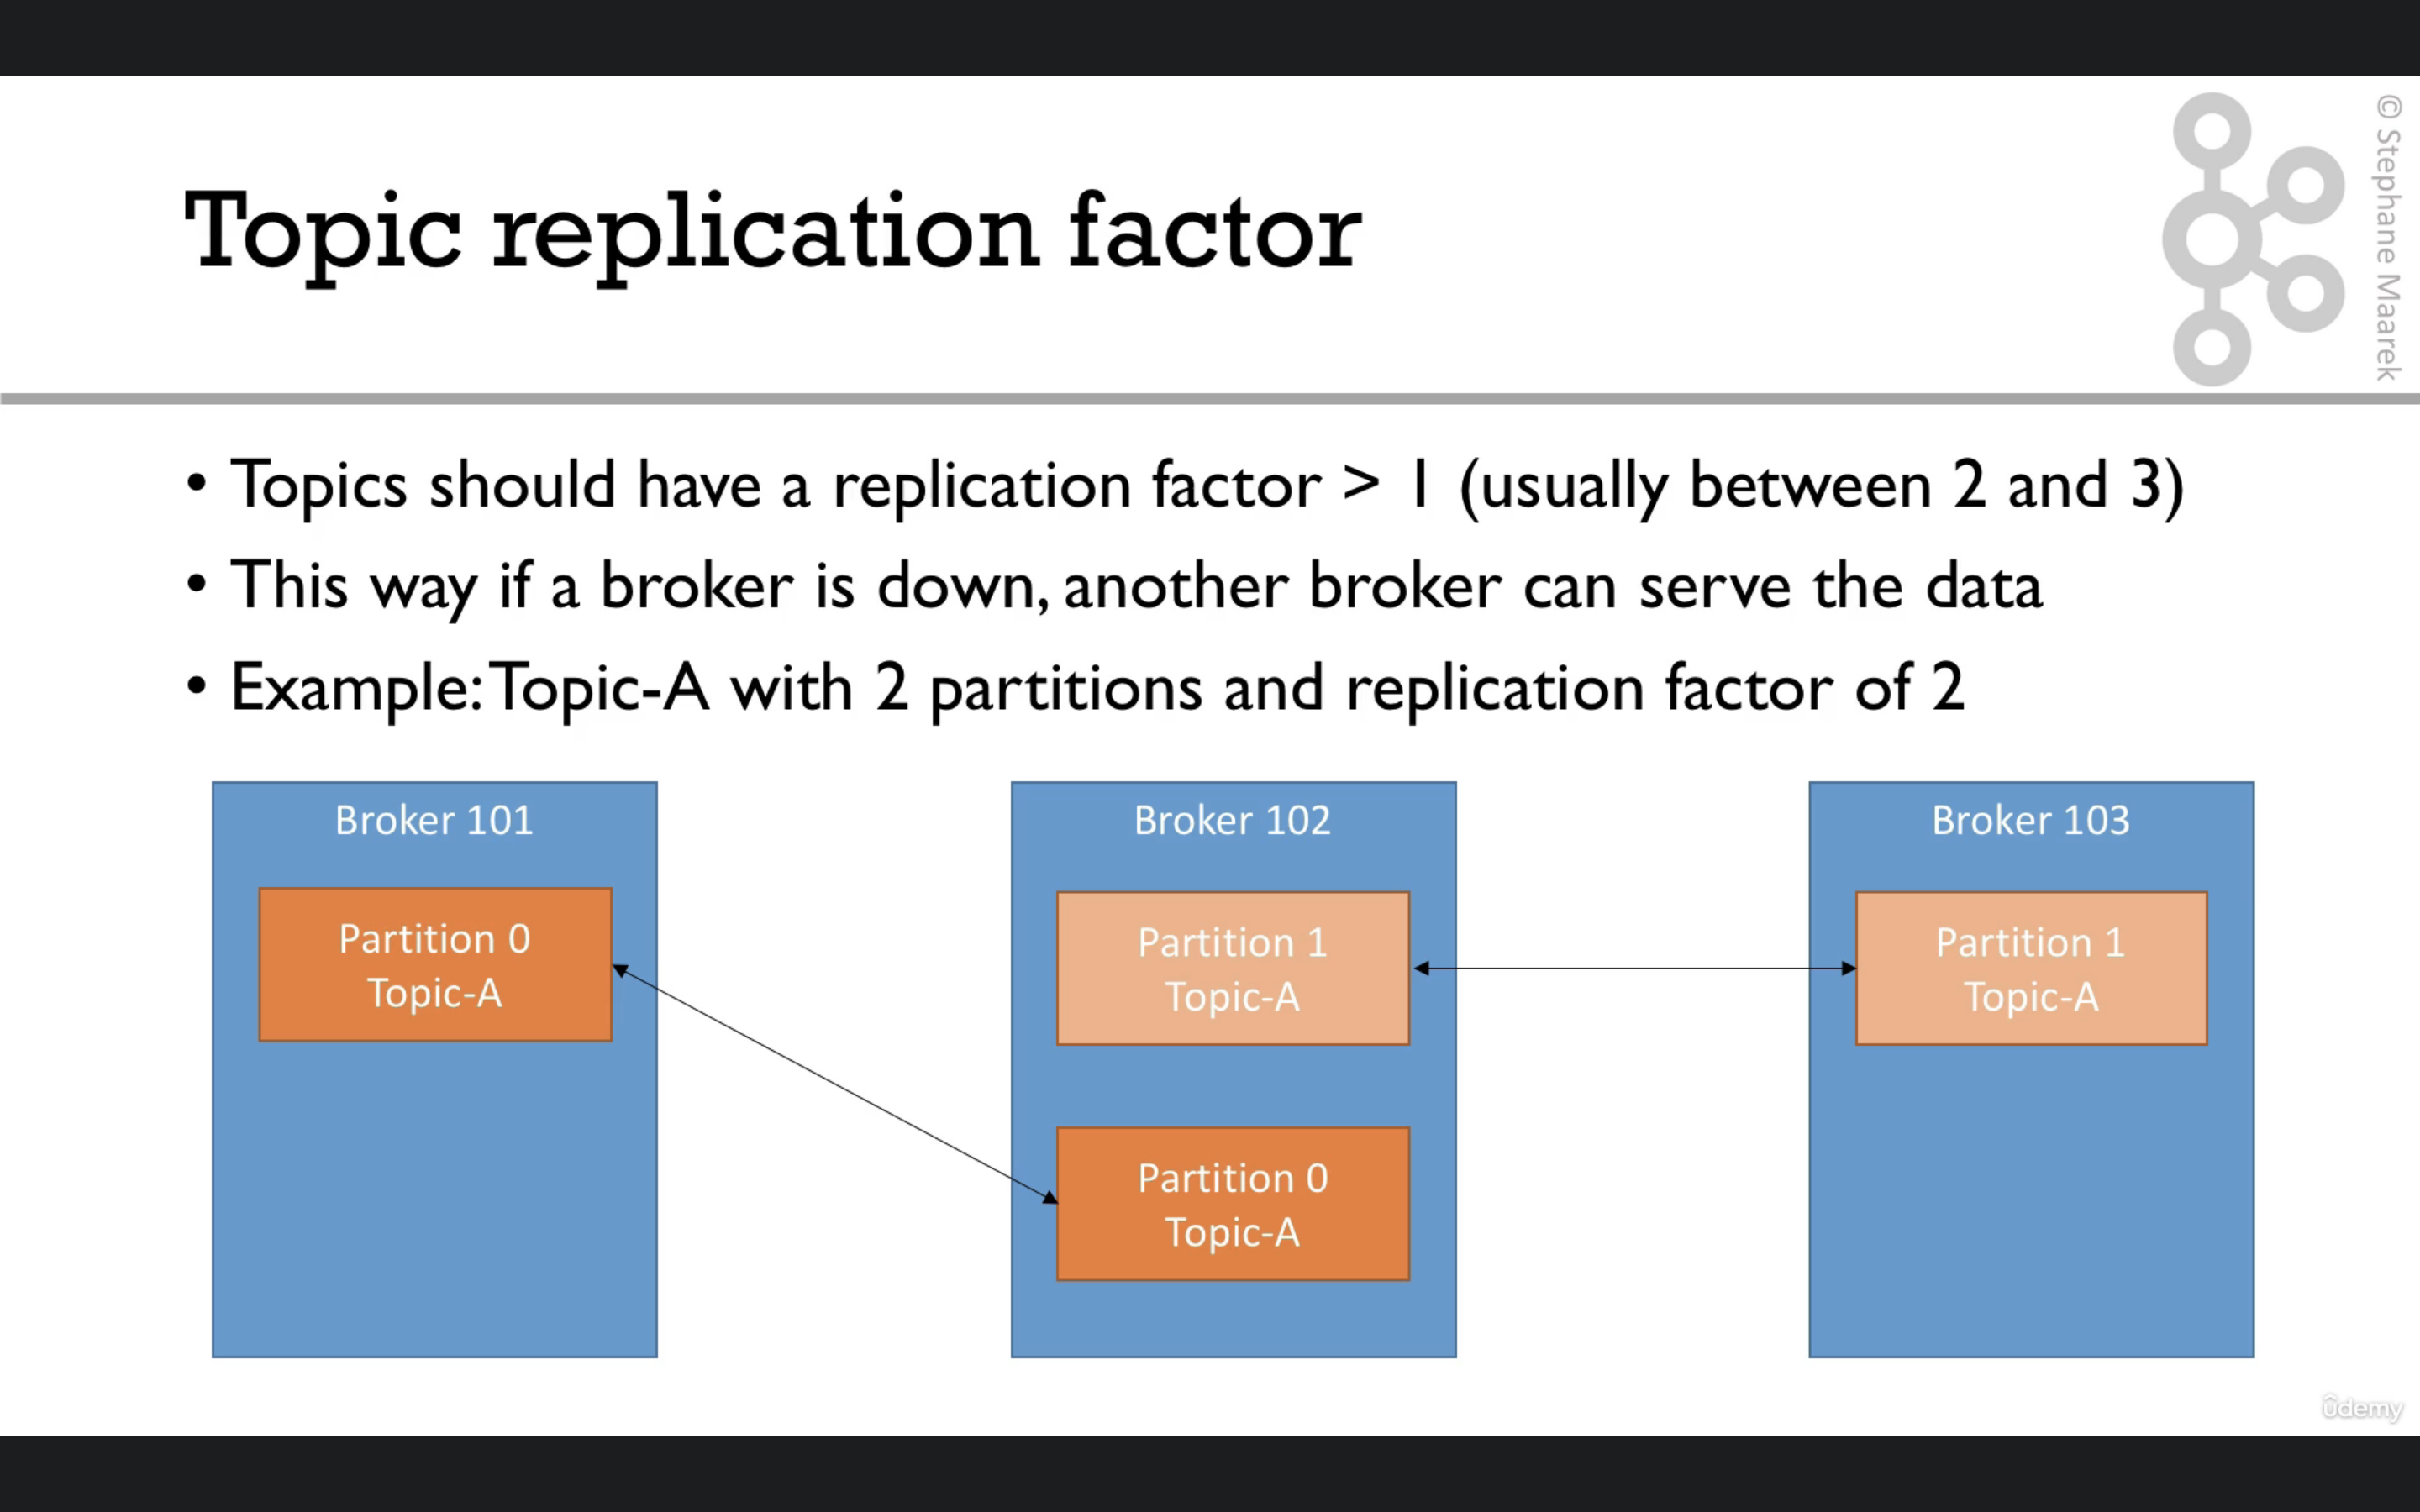 Topic replication factor
© Stephane Maarek
• Topics should have a replication factor > 1 (usually between 2 and 3)
• This way if a broker is down, another broker can serve the data
• Example: Topic-A with 2 partitions and replication factor of 2
Broker 101
Partition 0
Topic-A
Broker 102
Partition 1
Topic-A
Partition 0
Topic-A
Broker 103
Partition 1
Topic-A
ûdemy